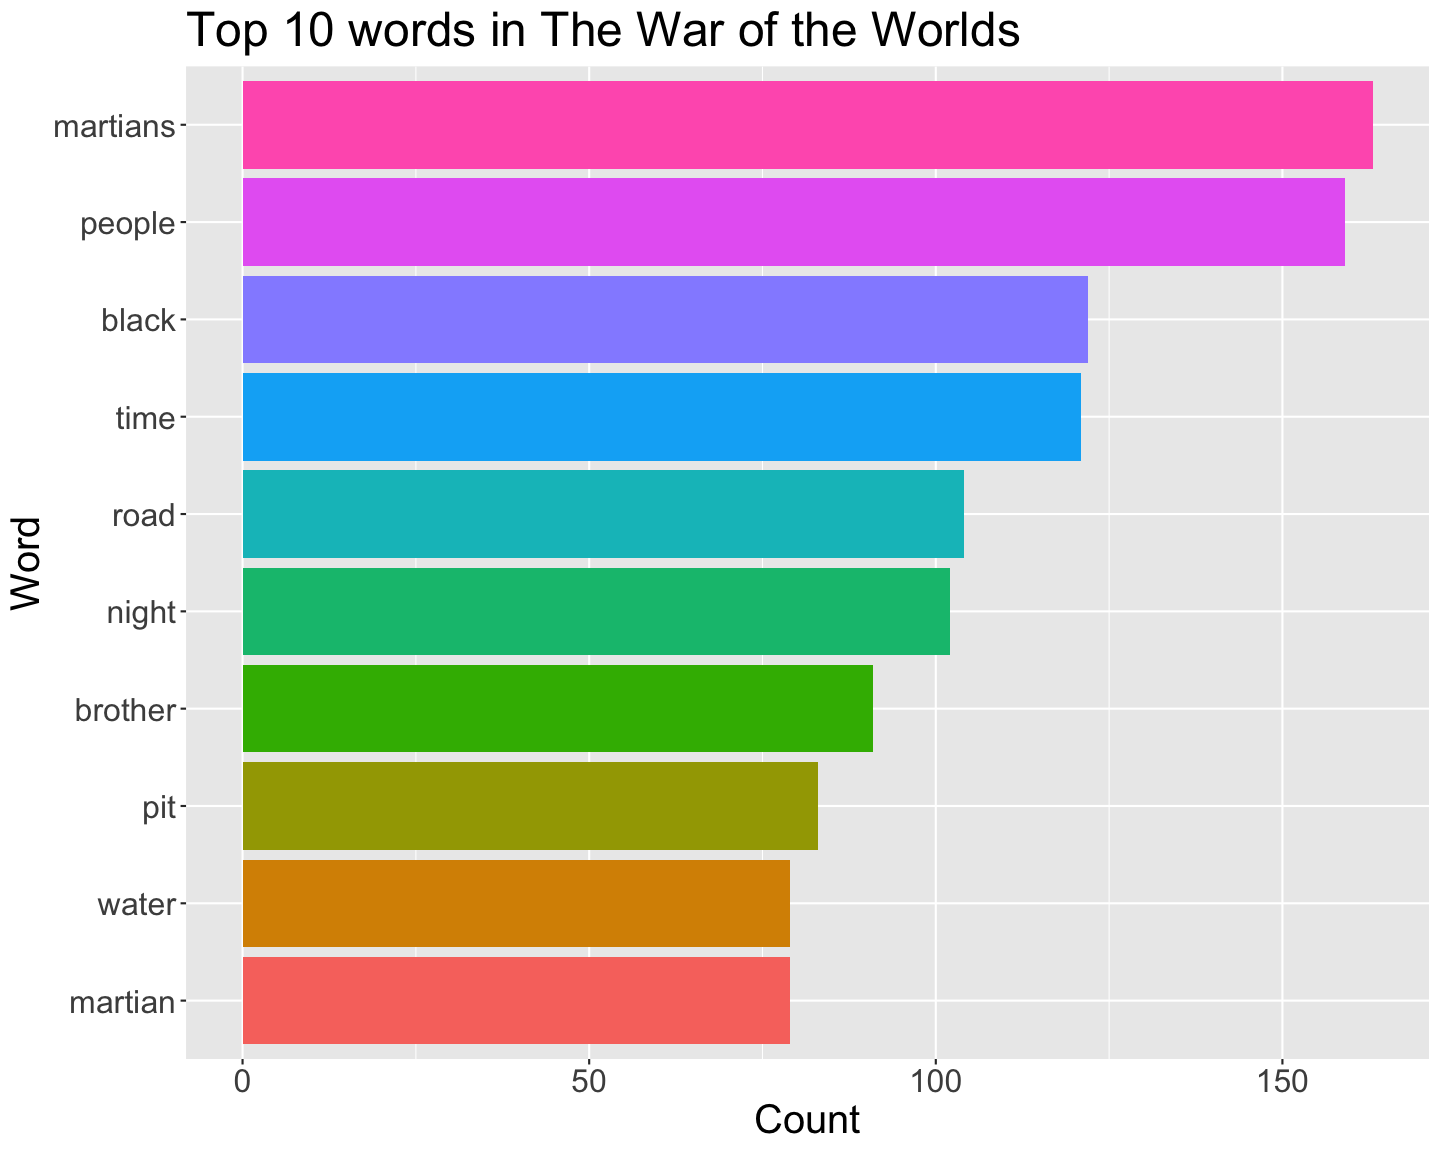 Top 10 words in The War of the Worlds
martians
people
black
time
road
night
brother
pit
water
martian
Word
0 50 100 150
Count